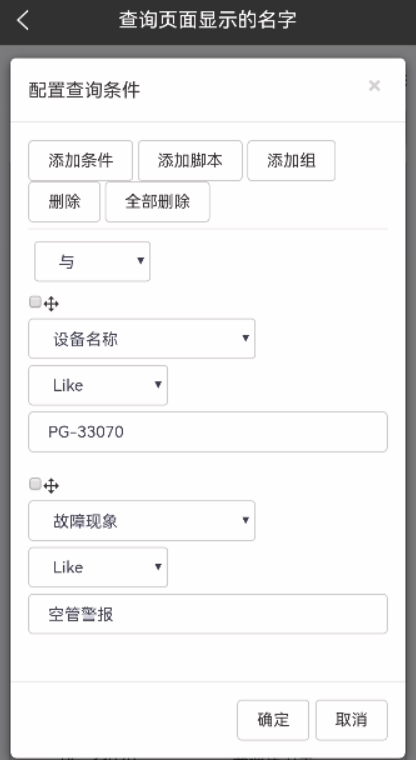 查询页面显示的名字
配置查询条件 ×
添加条件 添加脚本 添加组
删除 全部删除
与
设备名称
Like
PG-33070
故障现象
Like
空管警报
确定 取消